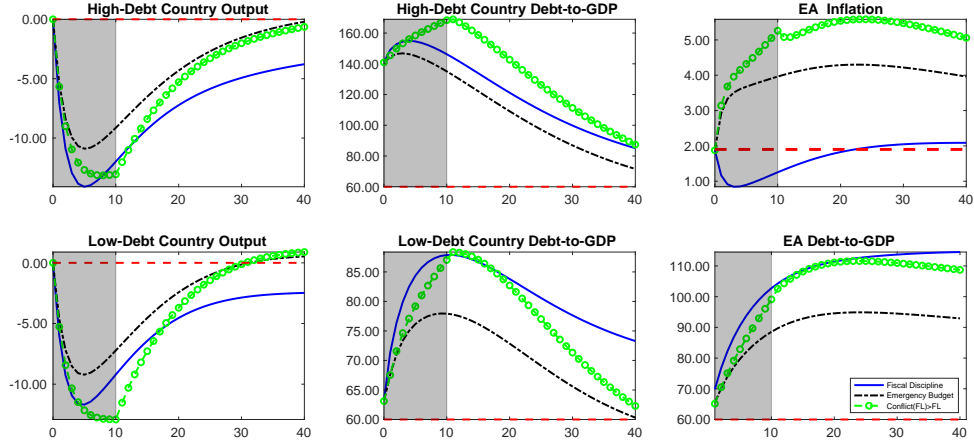 High-Debt Country Output
0.00
-5.00
-10.00
0 10 20 30 40
High-Debt Country Debt-to-GDP
160.00
140.00
120.00
100.00
80.00
60.00
0 10 20 30 40
EA Inflation
5.00
4.00
3.00
2.00
1.00
0 10 20 30 40
Low-Debt Country Output
0.00
-5.00
-10.00
0 10 20 30 40
Low-Debt Country Debt-to-GDP
85.00
80.00
75.00
70.00
65.00
60.00
0 10 20 30 40
EA Debt-to-GDP
110.00
100.00
90.00
80.00
70.00
60.00
0 10 20 30 40
Fiscal Discipline
Emergency Budget
Conflict(FL)>FL